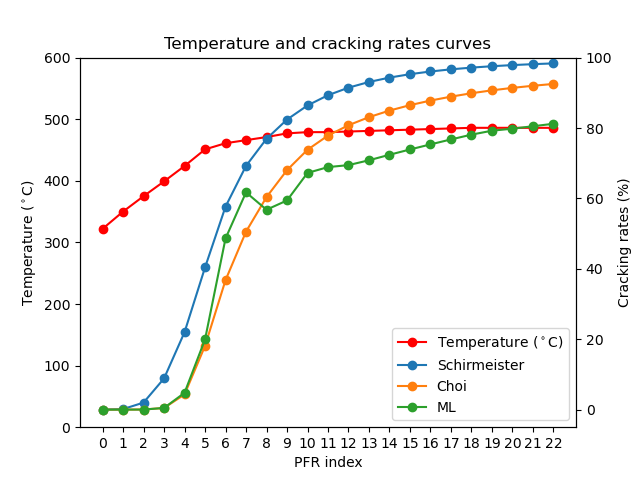 Temperature and cracking rates curves
600
500
400
300
200
100
0
Temperature (°C)
100
80
60
40
20
0
Cracking rates (%)
Temperature (°C)
Schirmeister
Choi
ML
0 1 2 3 4 5 6 7 8 9 10 11 12 13 14 15 16 17 18 19 20 21 22
PFR index